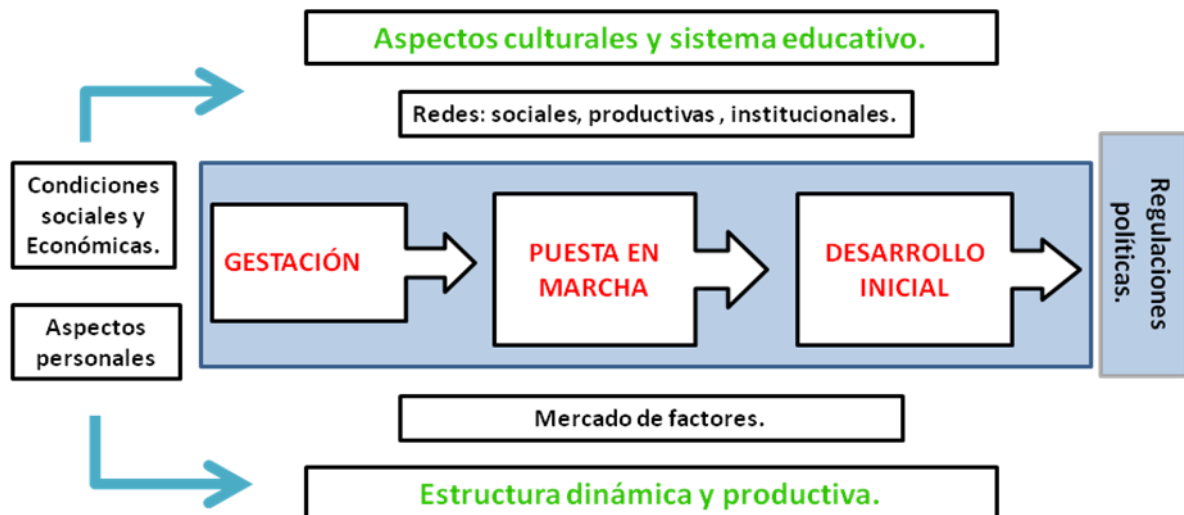 Aspectos culturales y sistema educativo.
Redes: sociales, productivas , institucionales.
Condiciones
sociales y
Económicas.
Aspectos
personales
GESTACIÓN
PUESTA EN
MARCHA
DESARROLLO
INICIAL
Regulaciones
políticas.
Mercado de factores.
Estructura dinámica y productiva.